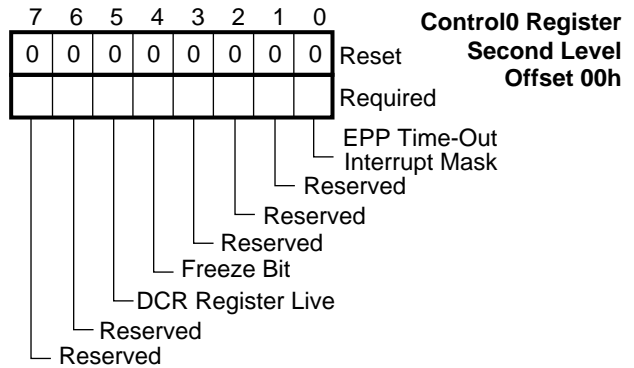 7 6 5 4 3 2 1 0
Control0 Register
Second Level
Offset 00h
0 0 0 0 0 0 0 0 Reset
Required
EPP Time-Out
Interrupt Mask
Reserved
Reserved
Reserved
Freeze Bit
DCR Register Live
Reserved
Reserved